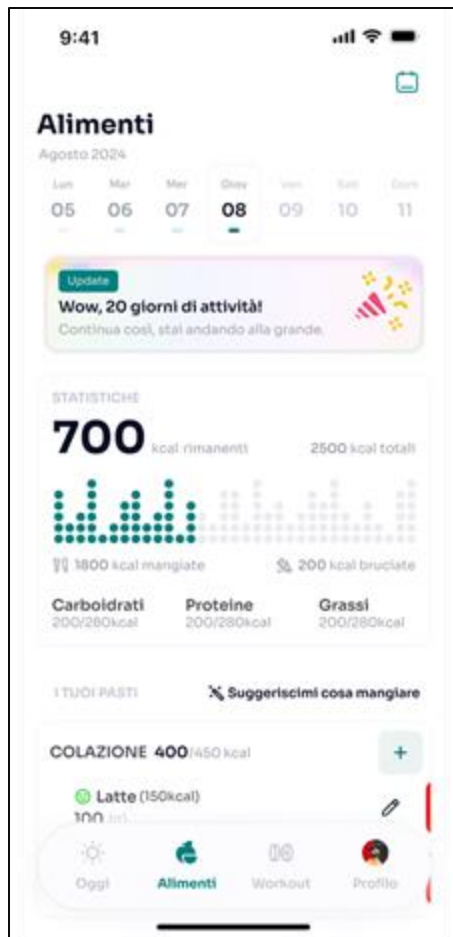 9:41
Alimenti
Agosto 2024
Lun Mar Mer Giov Ven Sab Dom
05 06 07 08 09 10 11
Update
Wow, 20 giorni di attività!
Continua così, stai andando alla grande.
STATISTICHE
700 kcal rimanenti 2500 kcal totali
1800 kcal mangiate 200 kcal bruciate
Carboidrati Proteine Grassi
200/280kcal 200/280kcal 200/280kcal
I TUOI PASTI Suggeriscimi cosa mangiare
COLAZIONE 400/450 kcal +
Latte (150kcal)
100
Oggi Alimenti Workout Profilo